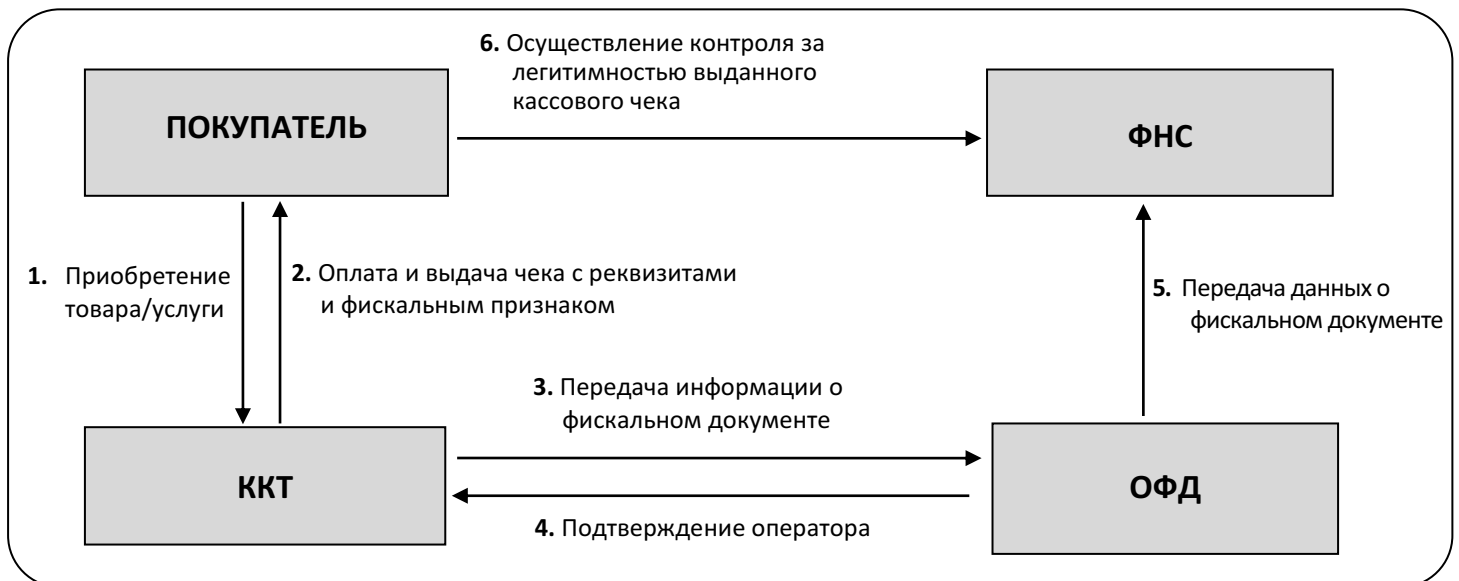 6. Осуществление контроля за
легитимностью выданного
кассового чека
ПОКУПАТЕЛЬ
ФНС
1. Приобретение
товара/услуги
2. Оплата и выдача чека с реквизитами
и фискальным признаком
5. Передача данных о
фискальном документе
3. Передача информации о
фискальном документе
ККТ
ОФД
4. Подтверждение оператора